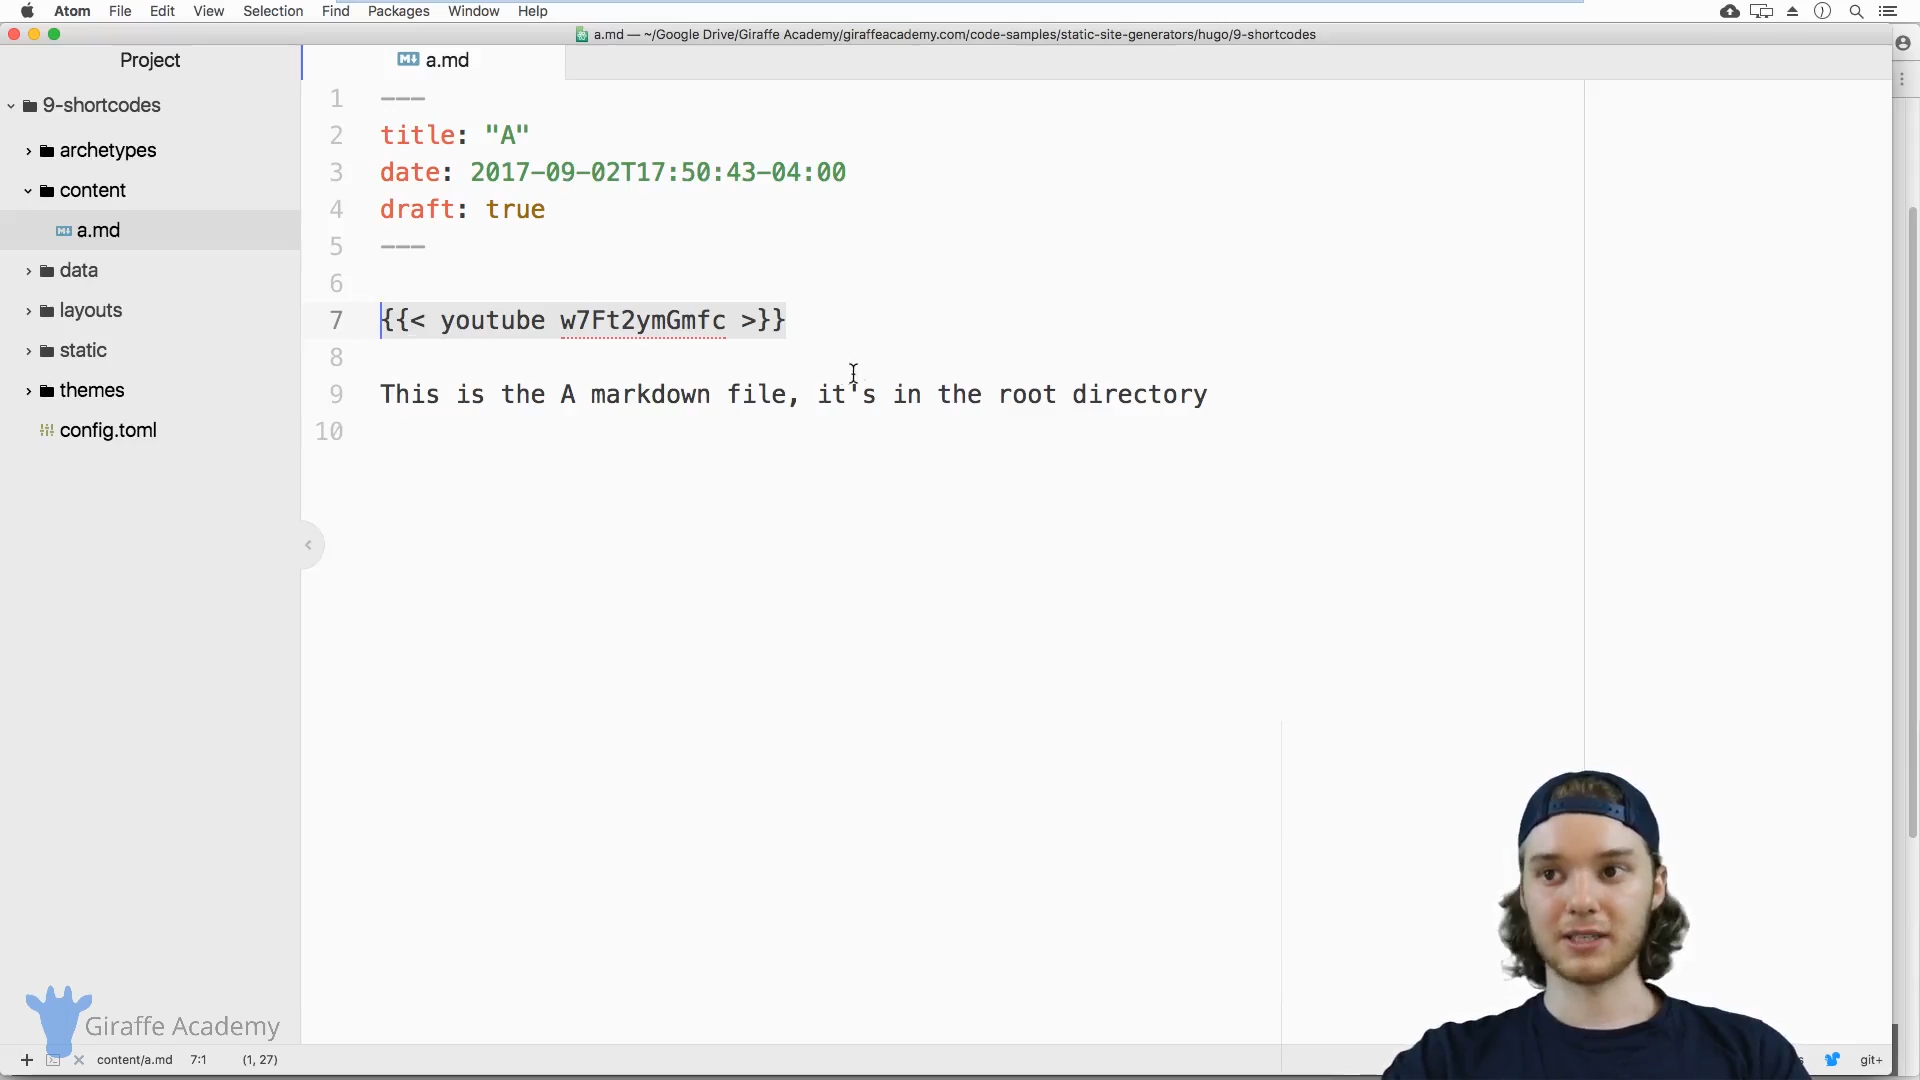 Atom File Edit View Selection Find Packages Window Help
a.md — ~/Google Drive/Giraffe Academy/giraffeacademy.com/code-samples/static-site-generators/hugo/9-shortcodes
Project
9-shortcodes
archetypes
content
a.md
data
layouts
static
themes
config.toml
a.md
1 ---
2 title: "A"
3 date: 2017-09-02T17:50:43-04:00
4 draft: true
5 ---
6
7 {{< youtube w7Ft2ymGmfc >}}
8
9 This is the A markdown file, it's in the root directory
10
Giraffe Academy
content/a.md 7:1 (1, 27)
git+